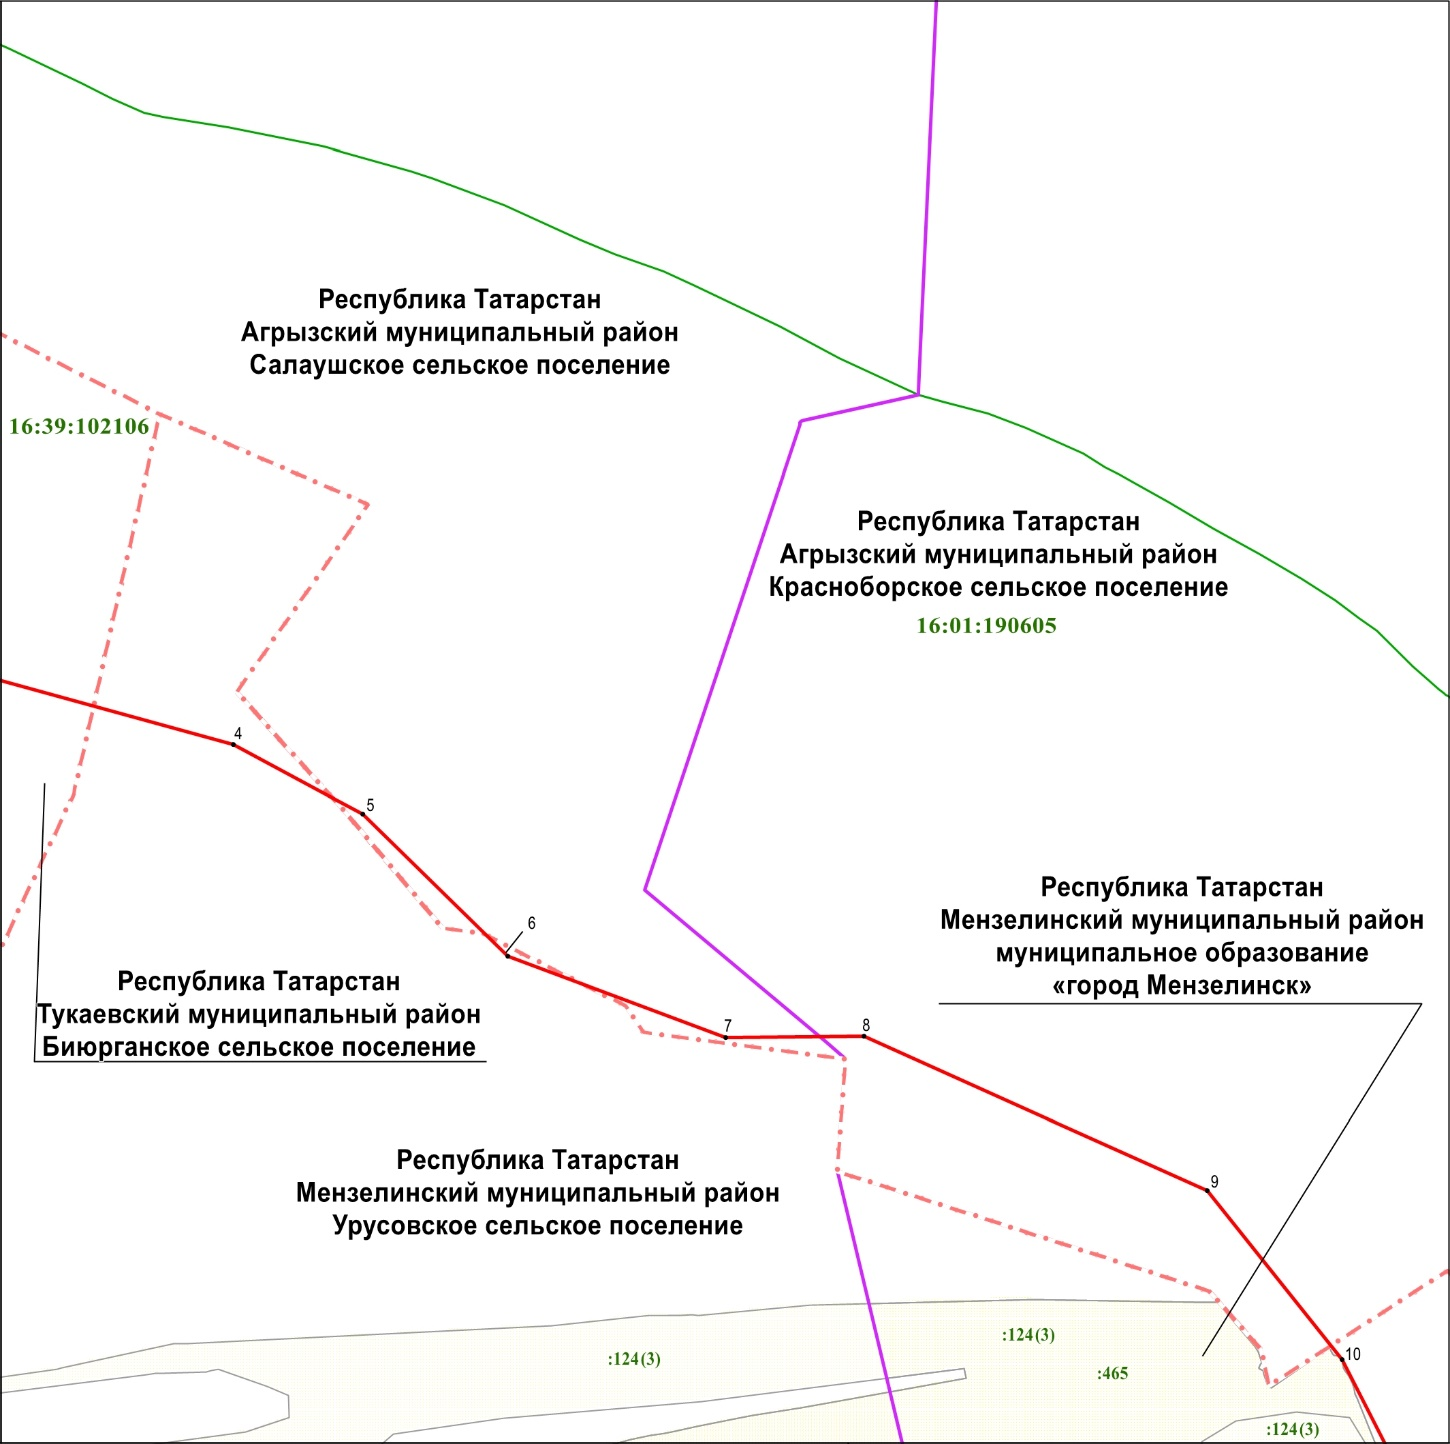 Республика Татарстан
Агрызский муниципальный район
Салаушское сельское поселение
16:39:102106
Республика Татарстан
Агрызский муниципальный район
Красноборское сельское поселение
16:01:190605
4
5
6
Республика Татарстан
Мензелинский муниципальный район
муниципальное образование
«город Мензелинск»
Республика Татарстан
Тукаевский муниципальный район
Биюрганское сельское поселение
7
8
Республика Татарстан
Мензелинский муниципальный район
Урусовское сельское поселение
9
:124(3)
:124(3)
:465
10
:124(3)